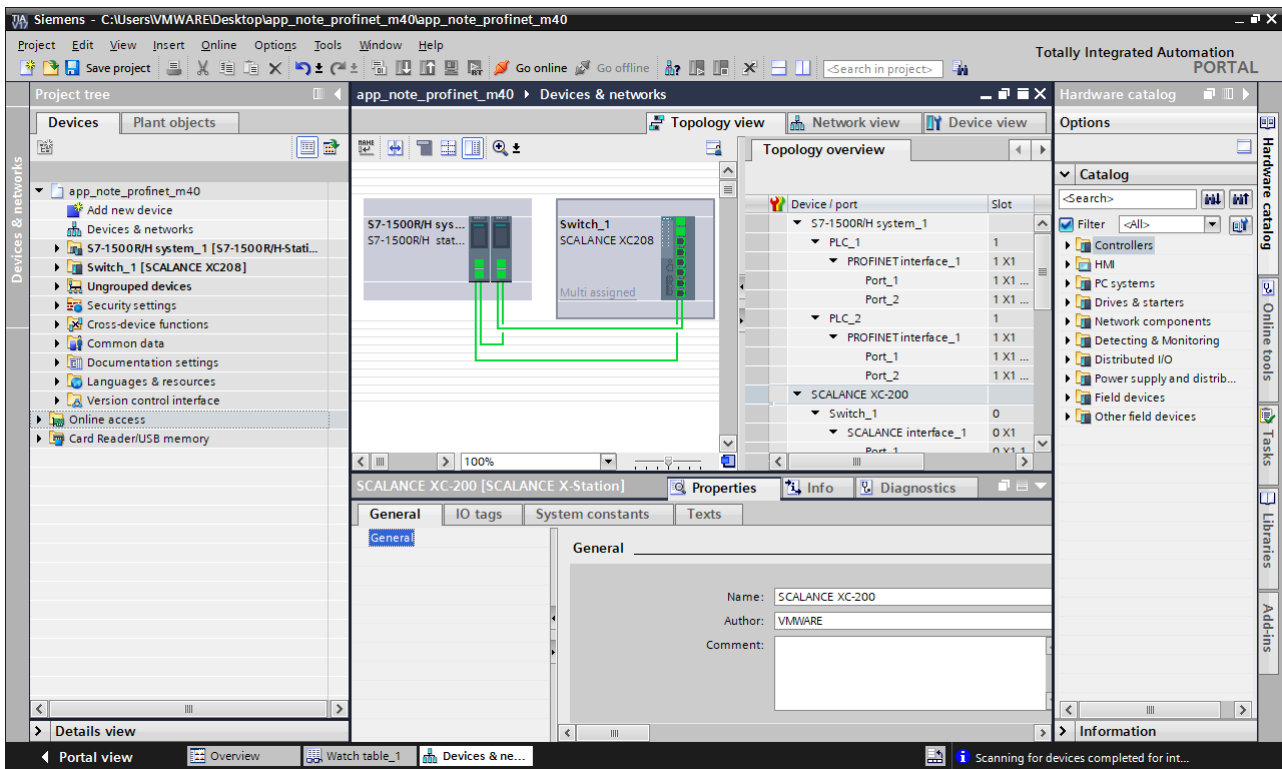 Siemens - C:\Users\VMWARE\Desktop\app_note_profinet_m40\app_note_profinet_m40
Project Edit View Insert Online Options Tools Window Help
Totally Integrated Automation
PORTAL
Save project
Go online
Go offline
<Search in project>
Project tree
app_note_profinet_m40 ▸ Devices & networks
Hardware catalog
Devices
Plant objects
Topology view
Network view
Device view
Options
Devices & networks
Topology overview
app_note_profinet_m40
Add new device
Devices & networks
S7-1500R/H system_1 [S7-1500R/H-Stati...
Switch_1 [SCALANCE XC208]
Ungrouped devices
Security settings
Cross-device functions
Common data
Documentation settings
Languages & resources
Version control interface
Online access
Card Reader/USB memory
S7-1500R/H sys...
S7-1500R/H stat...
Switch_1
SCALANCE XC208
Multi assigned
100%
Device / port Slot
S7-1500R/H system_1
PLC_1 1
PROFINET interface_1 1 X1
Port_1 1 X1 ...
Port_2 1 X1 ...
PLC_2 1
PROFINET interface_1 1 X1
Port_1 1 X1 ...
Port_2 1 X1 ...
SCALANCE XC-200
Switch_1 0
SCALANCE interface_1 0 X1
Port_1 0 X1 1
Catalog
<Search>
Filter <All>
Controllers
HMI
PC systems
Drives & starters
Network components
Detecting & Monitoring
Distributed I/O
Power supply and distrib...
Field devices
Other field devices
Hardware catalog
Online tools
Tasks
Libraries
Add-ins
SCALANCE XC-200 [SCALANCE X-Station]
Properties
Info
Diagnostics
General
IO tags
System constants
Texts
General
General
Name: SCALANCE XC-200
Author: VMWARE
Comment:
Details view
Information
Portal view
Overview
Watch table_1
Devices & ne...
Scanning for devices completed for int...